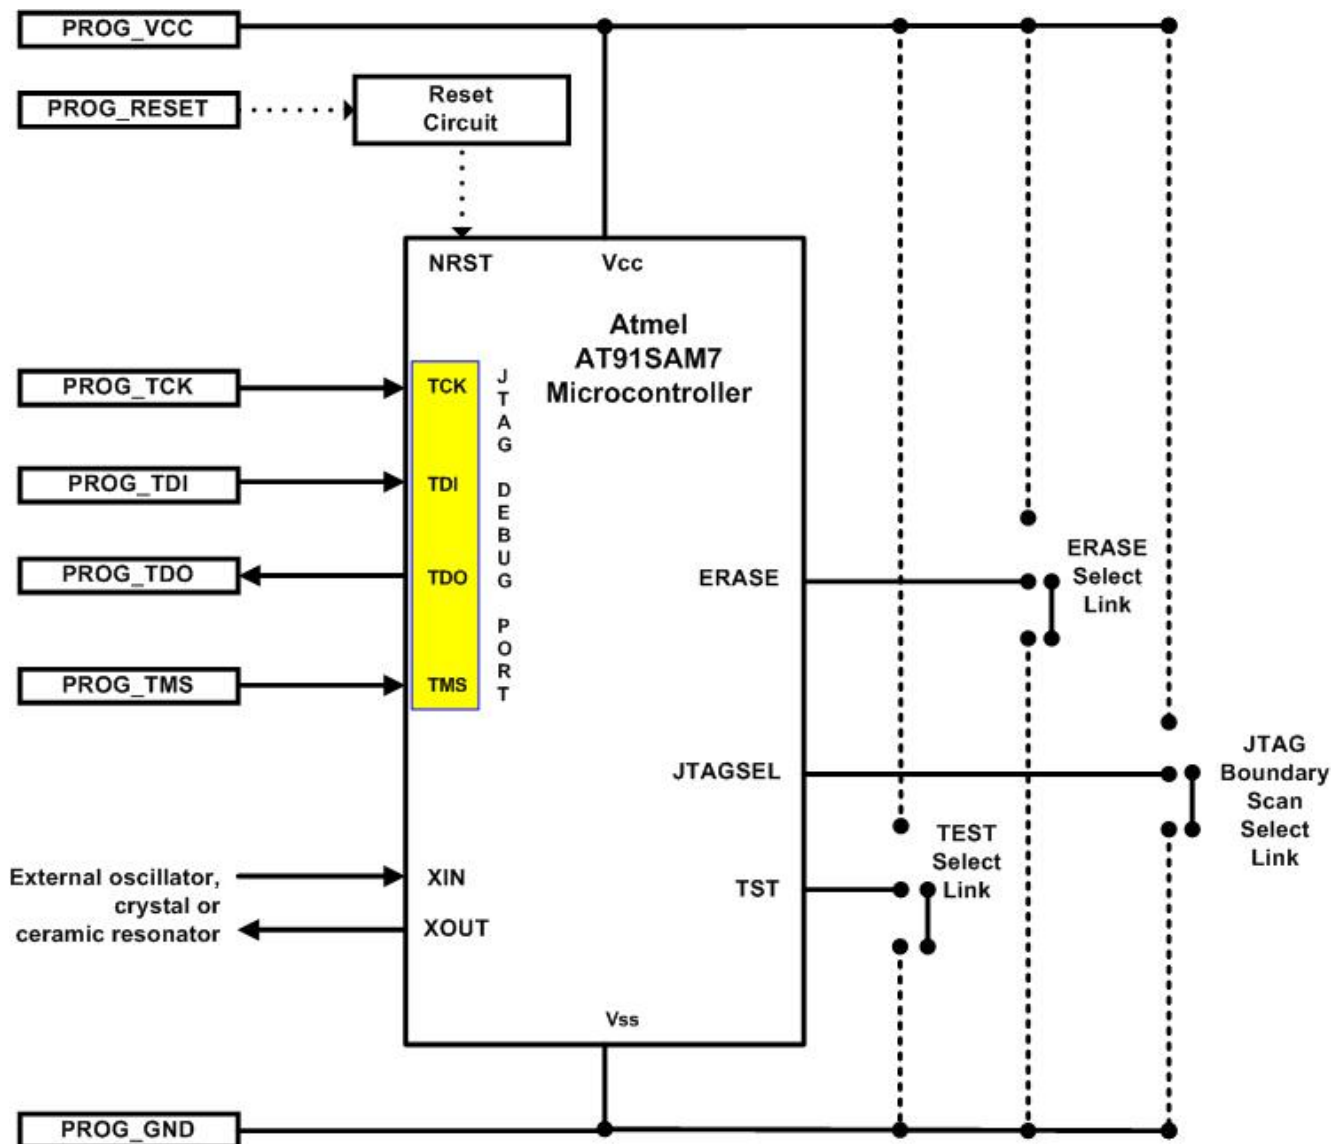 PROG_VCC
PROG_RESET
Reset
Circuit
NRST
Vcc
Atmel
AT91SAM7
Microcontroller
PROG_TCK
TCK
JTAG DEBUG PORT
PROG_TDI
TDI
PROG_TDO
TDO
PROG_TMS
TMS
ERASE
ERASE
Select
Link
JTAGSEL
JTAG
Boundary
Scan
Select
Link
TST
TEST
Select
Link
External oscillator,
crystal or
ceramic resonator
XIN
XOUT
Vss
PROG_GND